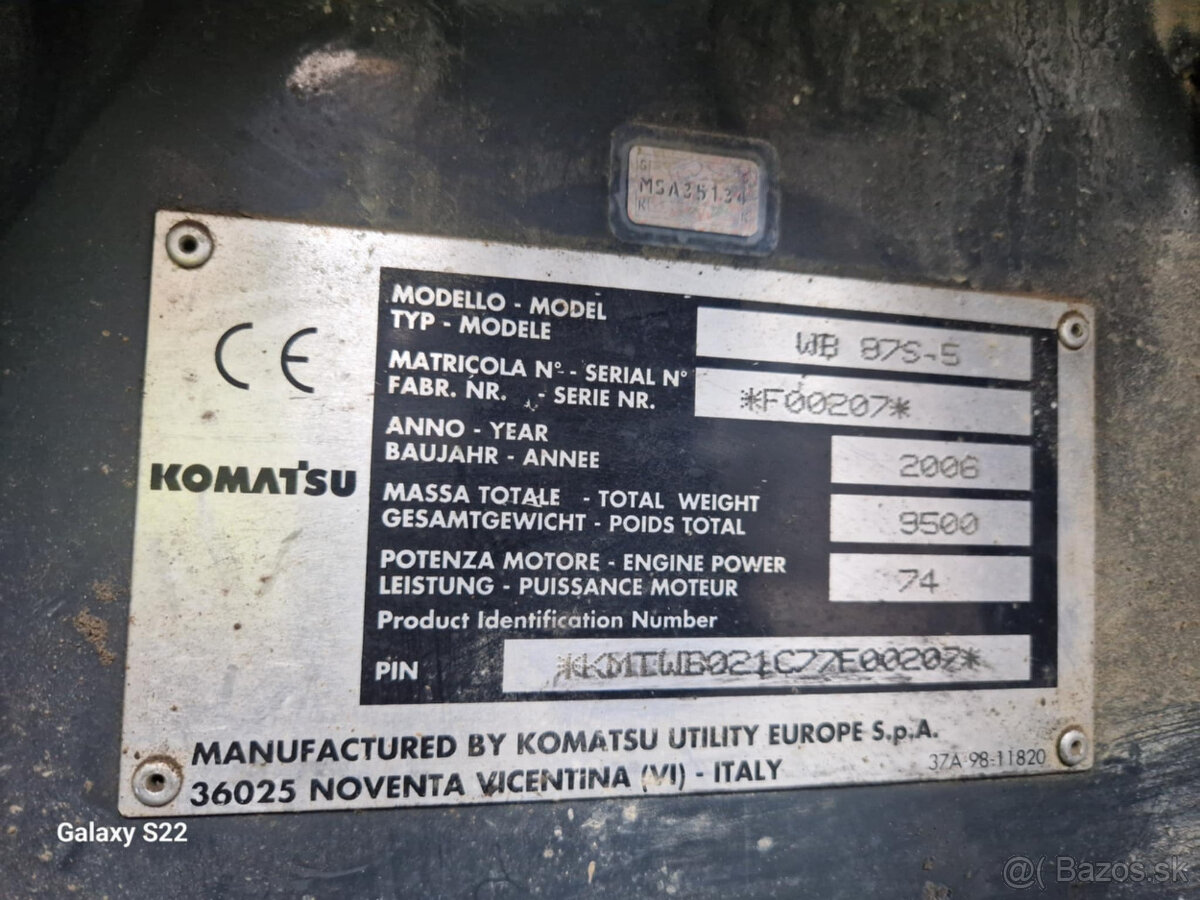 MSA35134
CE
KOMATSU
MODELLO - MODEL
TYP - MODELE
WB 97S-5
MATRICOLA N° - SERIAL N°
FABR. NR. - SERIE NR.
*F00207*
ANNO - YEAR
BAUJAHR - ANNEE
2006
MASSA TOTALE - TOTAL WEIGHT
GESAMTGEWICHT - POIDS TOTAL
9500
POTENZA MOTORE - ENGINE POWER
LEISTUNG - PUISSANCE MOTEUR
74
Product Identification Number
PIN
*KMTWB021C77E00207*
MANUFACTURED BY KOMATSU UTILITY EUROPE S.p.A.
36025 NOVENTA VICENTINA (VI) - ITALY
37A-98-11820
Galaxy S22
@( Bazos.sk